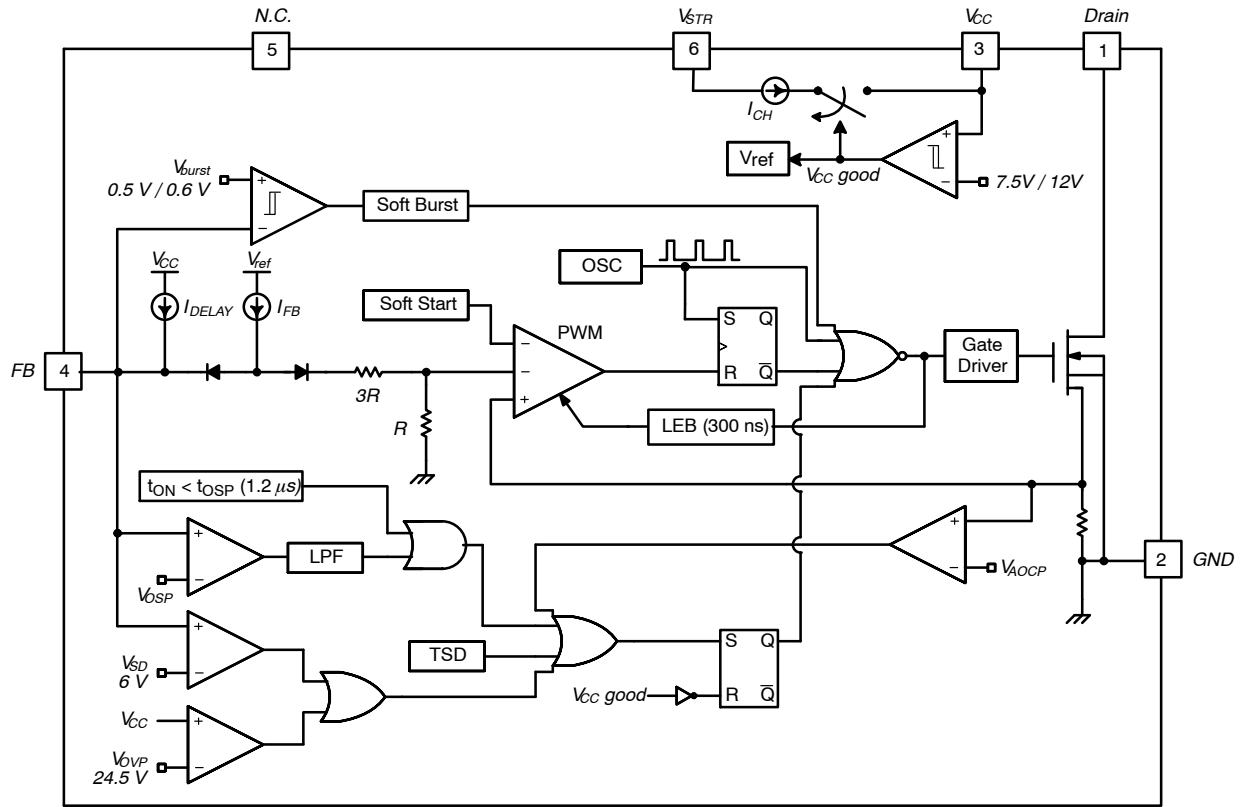 N.C.
VSTR
VCC
Drain
5
6
3
1
ICH
+
−
Vref
VCC good
7.5V / 12V
Vburst
0.5 V / 0.6 V
+
−
Soft Burst
OSC
VCC
Vref
IDELAY
IFB
Soft Start
PWM
−
−
+
S Q
R Q̅
Gate
Driver
FB
4
3R
R
LEB (300 ns)
tON < tOSP (1.2 μs)
+
−
VOSP
LPF
+
−
VAOCP
2
GND
+
−
VSD
6 V
TSD
S Q
R Q̅
VCC good
VCC
+
−
VOVP
24.5 V